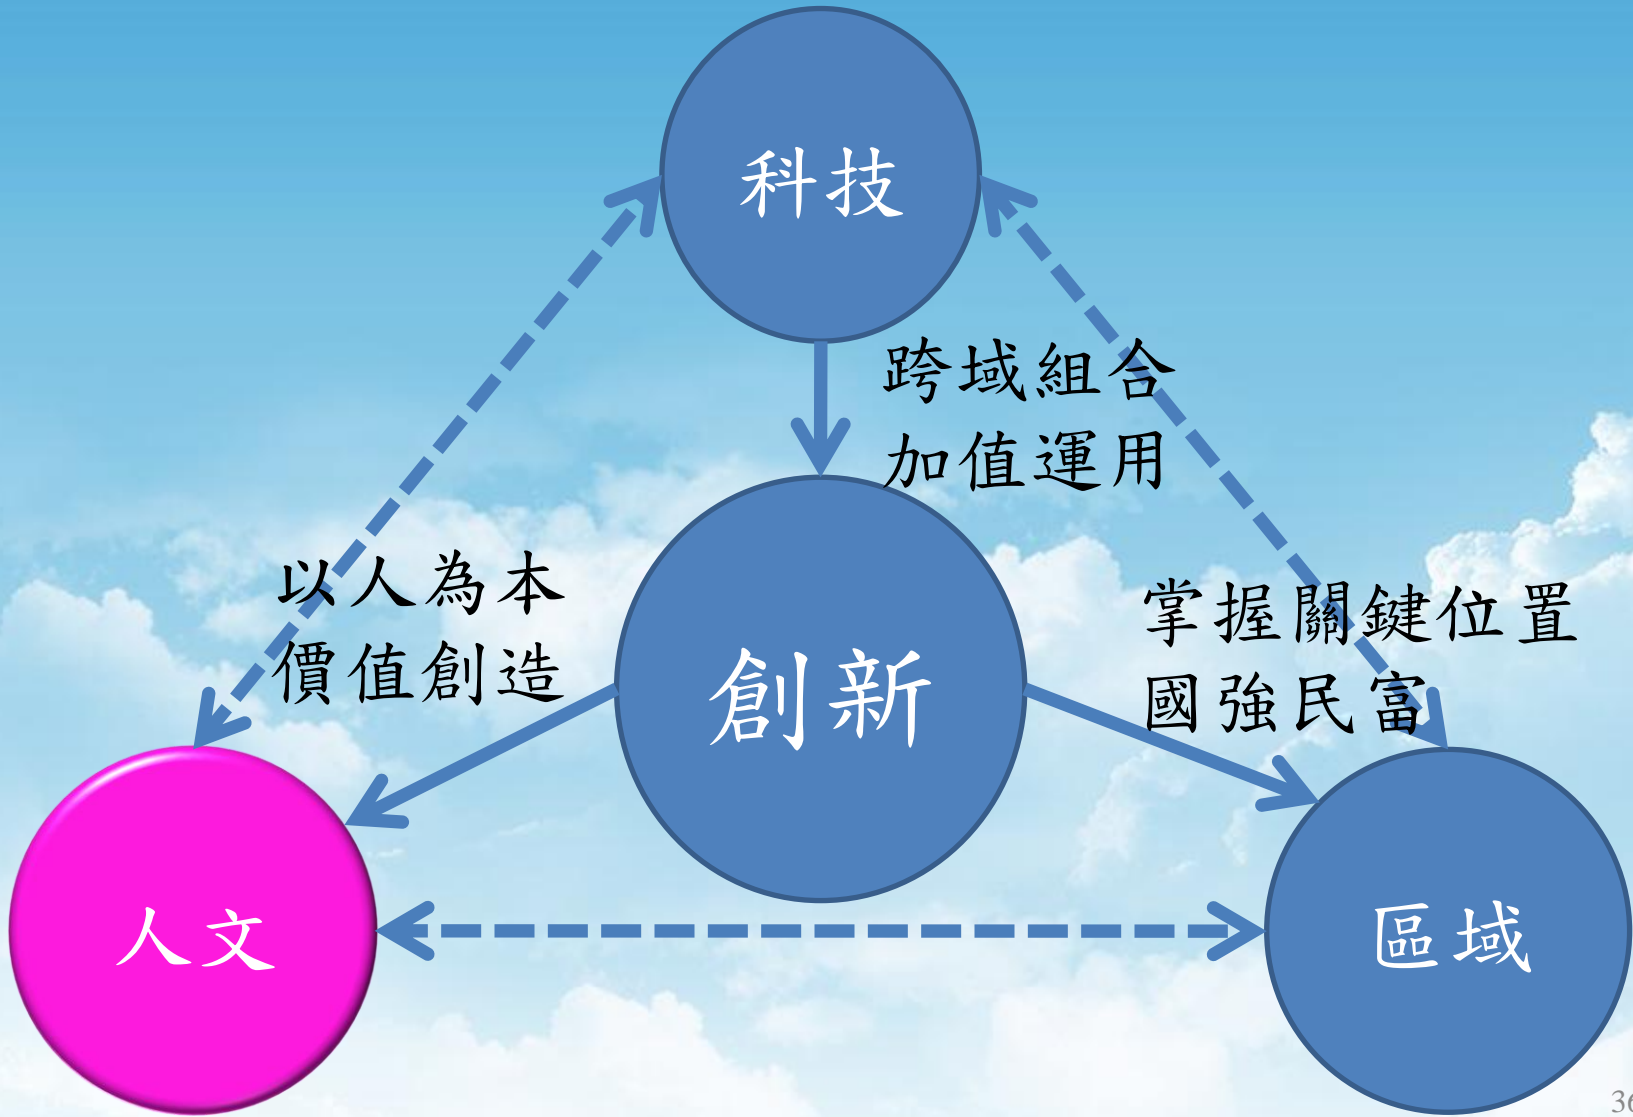 科技
跨域組合
加值運用
以人為本
價值創造
創新
掌握關鍵位置
國強民富
人文
區域
36